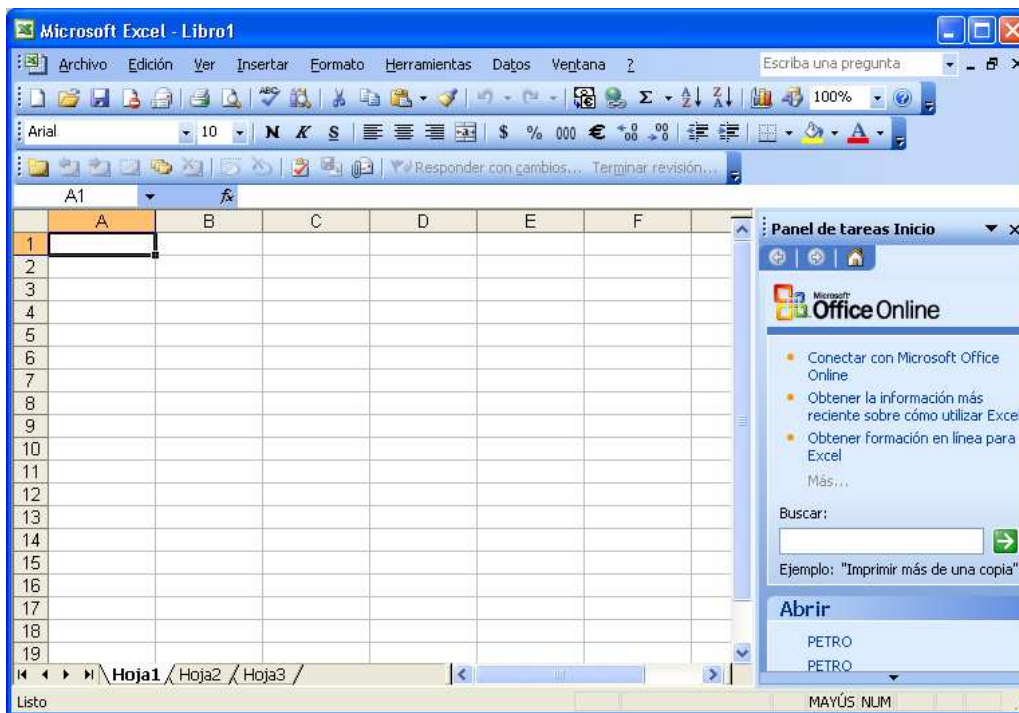 Microsoft Excel - Libro1
Archivo Edición Ver Insertar Formato Herramientas Datos Ventana ? Escriba una pregunta
100%
Arial 10 N K S $ % 000 €
Responder con cambios... Terminar revisión...
A1 fx
A B C D E F
1
2
3
4
5
6
7
8
9
10
11
12
13
14
15
16
17
18
19
Panel de tareas Inicio
Microsoft
Office Online
Conectar con Microsoft Office
Online
Obtener la información más
reciente sobre cómo utilizar Exce
Obtener formación en línea para
Excel
Más...
Buscar:
Ejemplo: "Imprimir más de una copia"
Abrir
PETRO
PETRO
Hoja1 / Hoja2 / Hoja3 /
Listo MAYÚS NUM